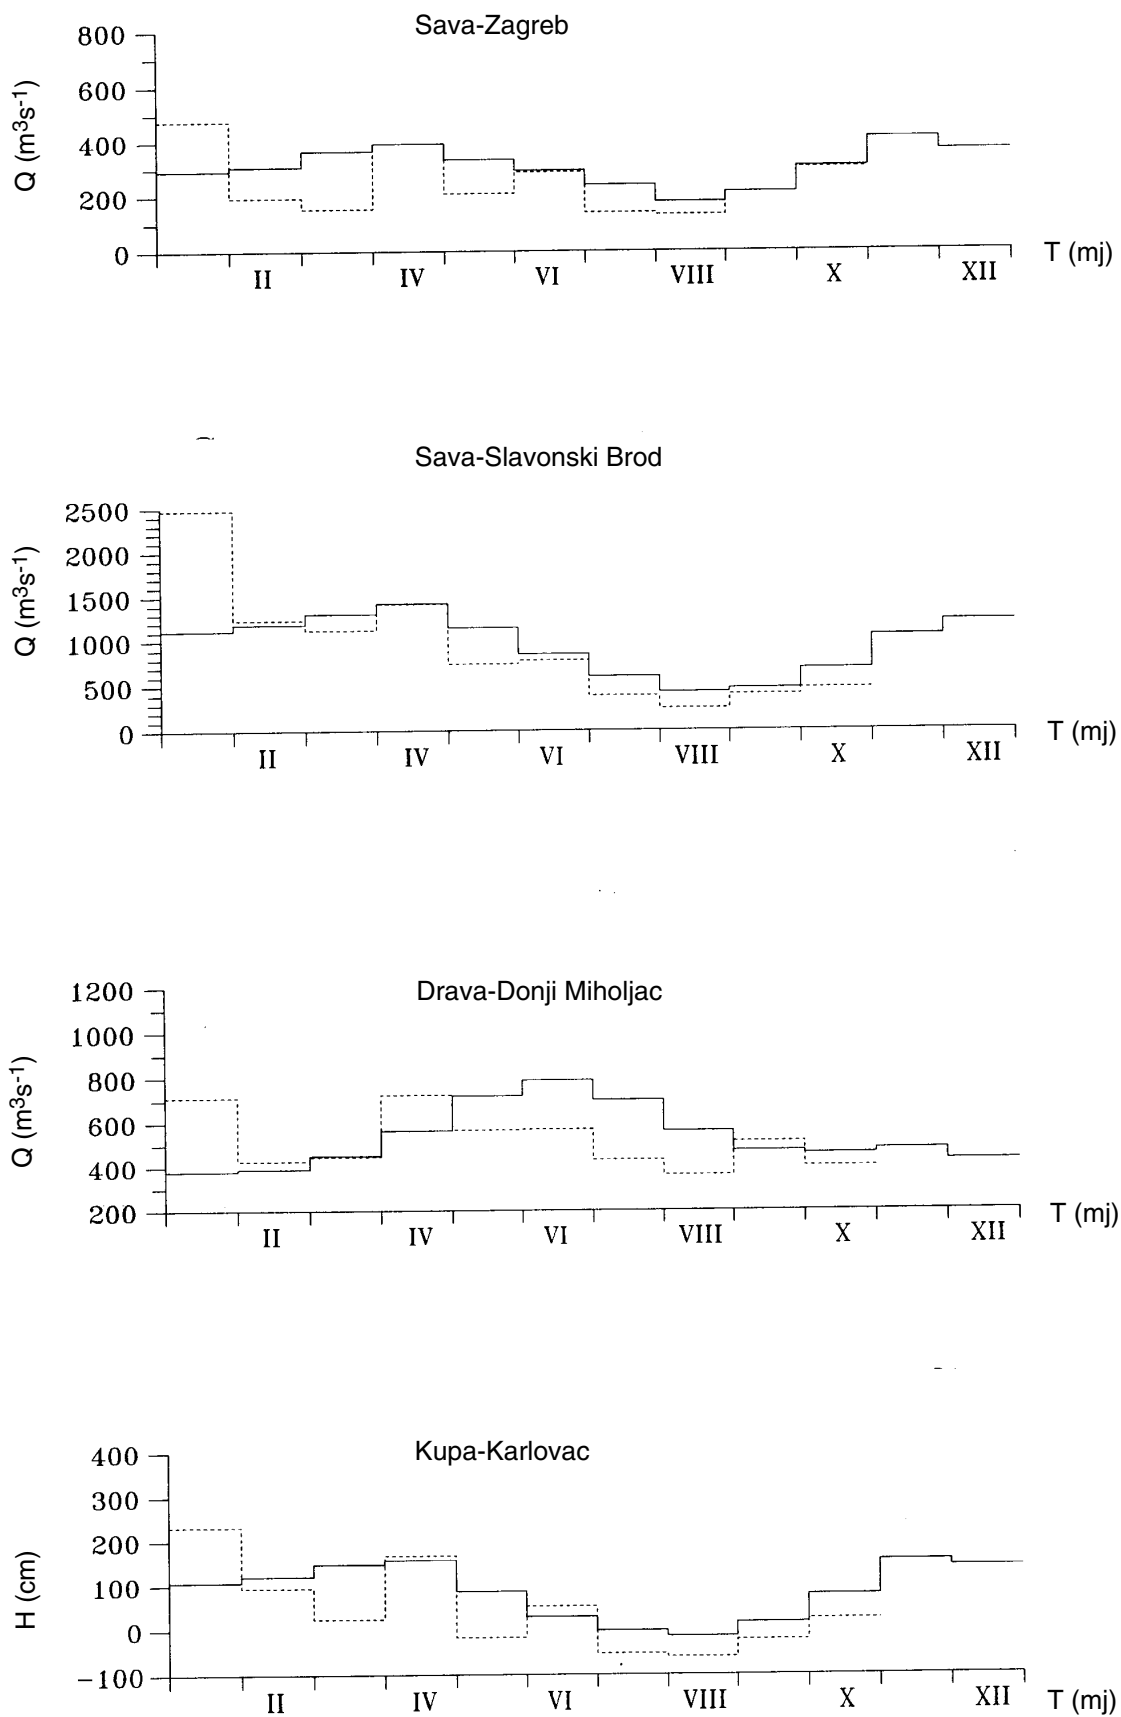 Sava-Zagreb
800
600
400
200
0
Q (m³s⁻¹)
II IV VI VIII X XII
T (mj)
Sava-Slavonski Brod
2500
2000
1500
1000
500
0
Q (m³s⁻¹)
II IV VI VIII X XII
T (mj)
Drava-Donji Miholjac
1200
1000
800
600
400
200
Q (m³s⁻¹)
II IV VI VIII X XII
T (mj)
Kupa-Karlovac
400
300
200
100
0
−100
H (cm)
II IV VI VIII X XII
T (mj)